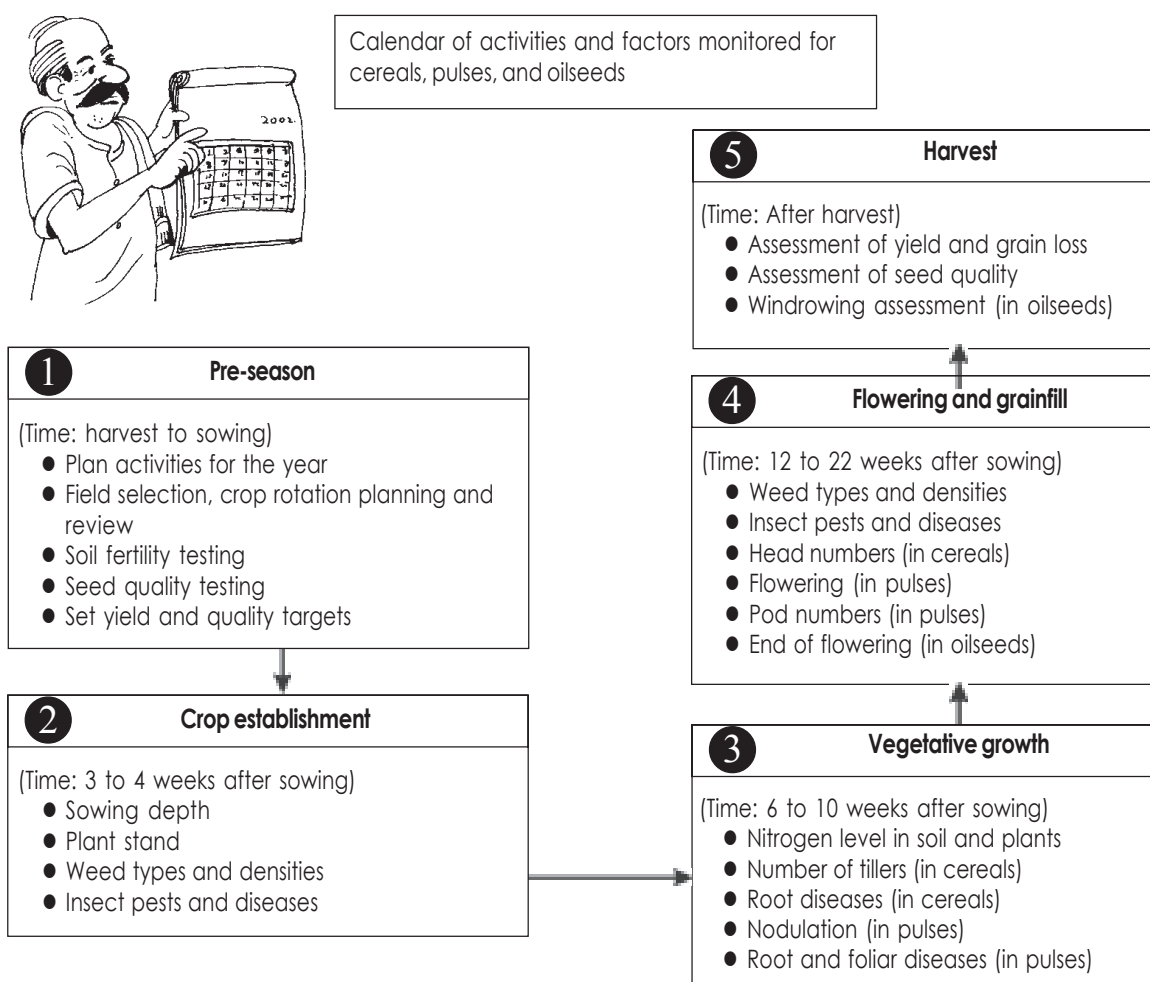 Calendar of activities and factors monitored for
cereals, pulses, and oilseeds
2002
1 Pre-season
(Time: harvest to sowing)
● Plan activities for the year
● Field selection, crop rotation planning and
review
● Soil fertility testing
● Seed quality testing
● Set yield and quality targets
2 Crop establishment
(Time: 3 to 4 weeks after sowing)
● Sowing depth
● Plant stand
● Weed types and densities
● Insect pests and diseases
3 Vegetative growth
(Time: 6 to 10 weeks after sowing)
● Nitrogen level in soil and plants
● Number of tillers (in cereals)
● Root diseases (in cereals)
● Nodulation (in pulses)
● Root and foliar diseases (in pulses)
4 Flowering and grainfill
(Time: 12 to 22 weeks after sowing)
● Weed types and densities
● Insect pests and diseases
● Head numbers (in cereals)
● Flowering (in pulses)
● Pod numbers (in pulses)
● End of flowering (in oilseeds)
5 Harvest
(Time: After harvest)
● Assessment of yield and grain loss
● Assessment of seed quality
● Windrowing assessment (in oilseeds)